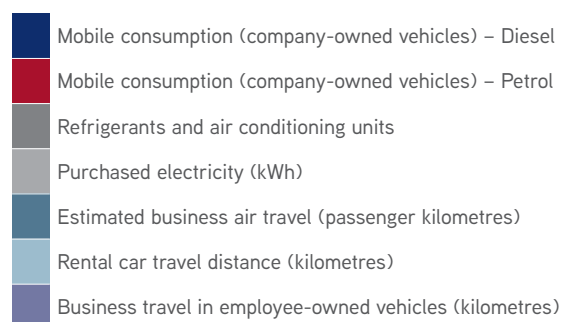 Mobile consumption (company-owned vehicles) – Diesel
Mobile consumption (company-owned vehicles) – Petrol
Refrigerants and air conditioning units
Purchased electricity (kWh)
Estimated business air travel (passenger kilometres)
Rental car travel distance (kilometres)
Business travel in employee-owned vehicles (kilometres)